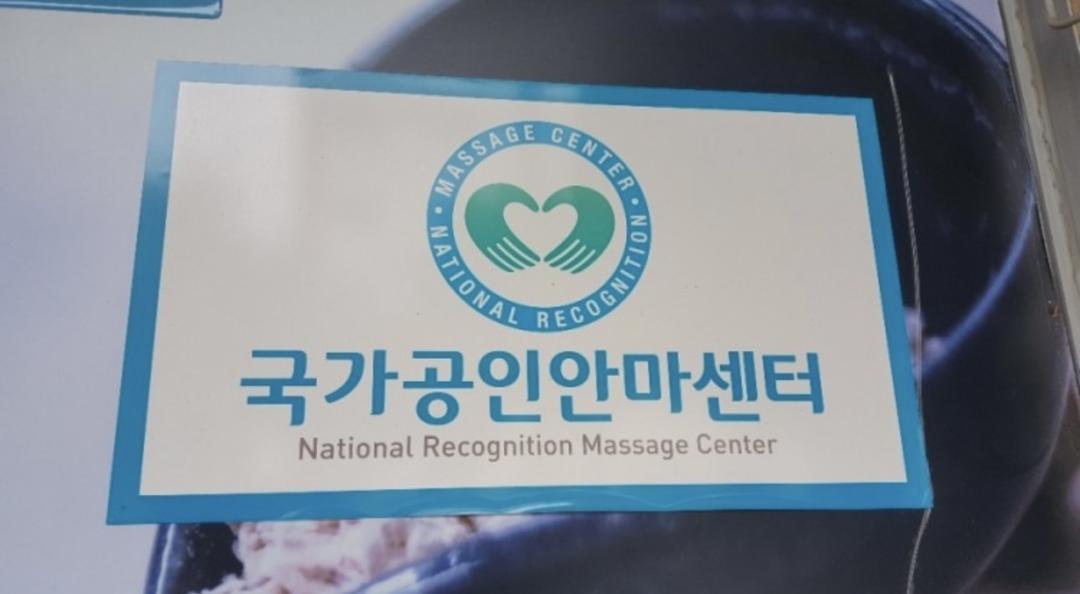 MASSAGE CENTER
NATIONAL RECOGNITION
국가공인안마센터
National Recognition Massage Center